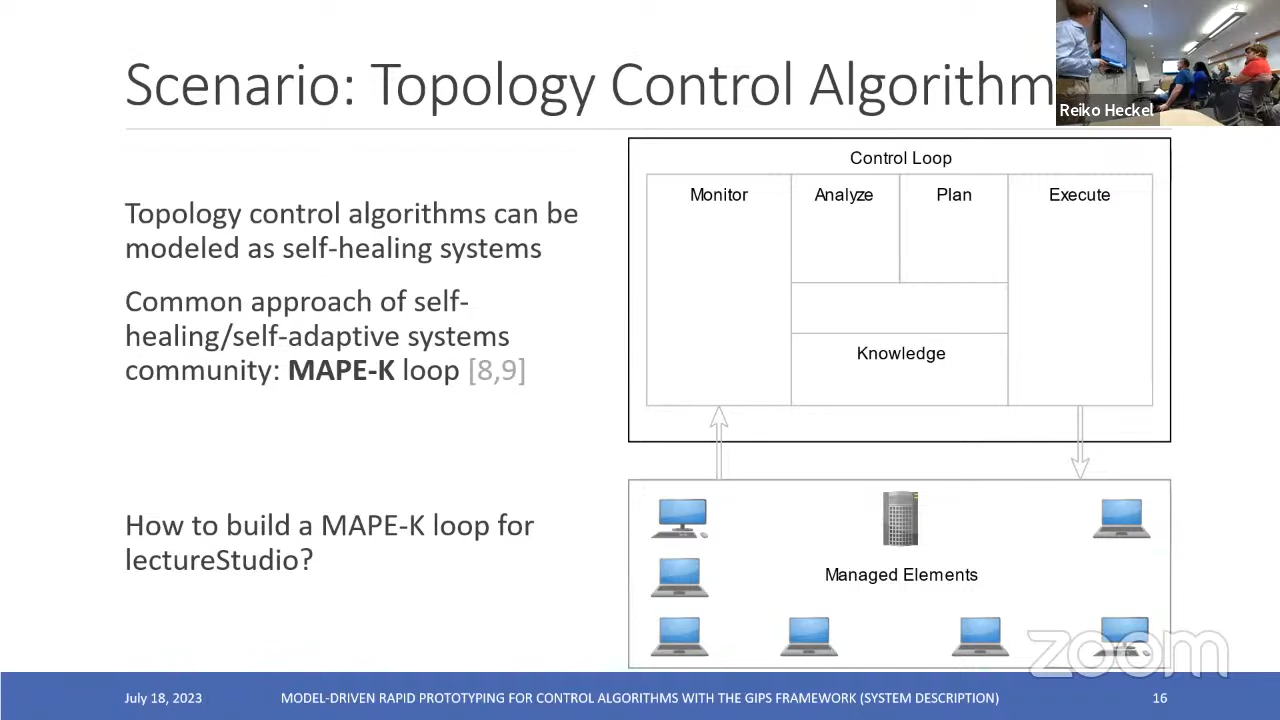 Scenario: Topology Control Algorithm
Reiko Heckel
Topology control algorithms can be
modeled as self-healing systems
Common approach of self-
healing/self-adaptive systems
community: MAPE-K loop [8,9]
How to build a MAPE-K loop for
lectureStudio?
Control Loop
Monitor
Analyze
Plan
Execute
Knowledge
Managed Elements
zoom
July 18, 2023
MODEL-DRIVEN RAPID PROTOTYPING FOR CONTROL ALGORITHMS WITH THE GIPS FRAMEWORK (SYSTEM DESCRIPTION)
16